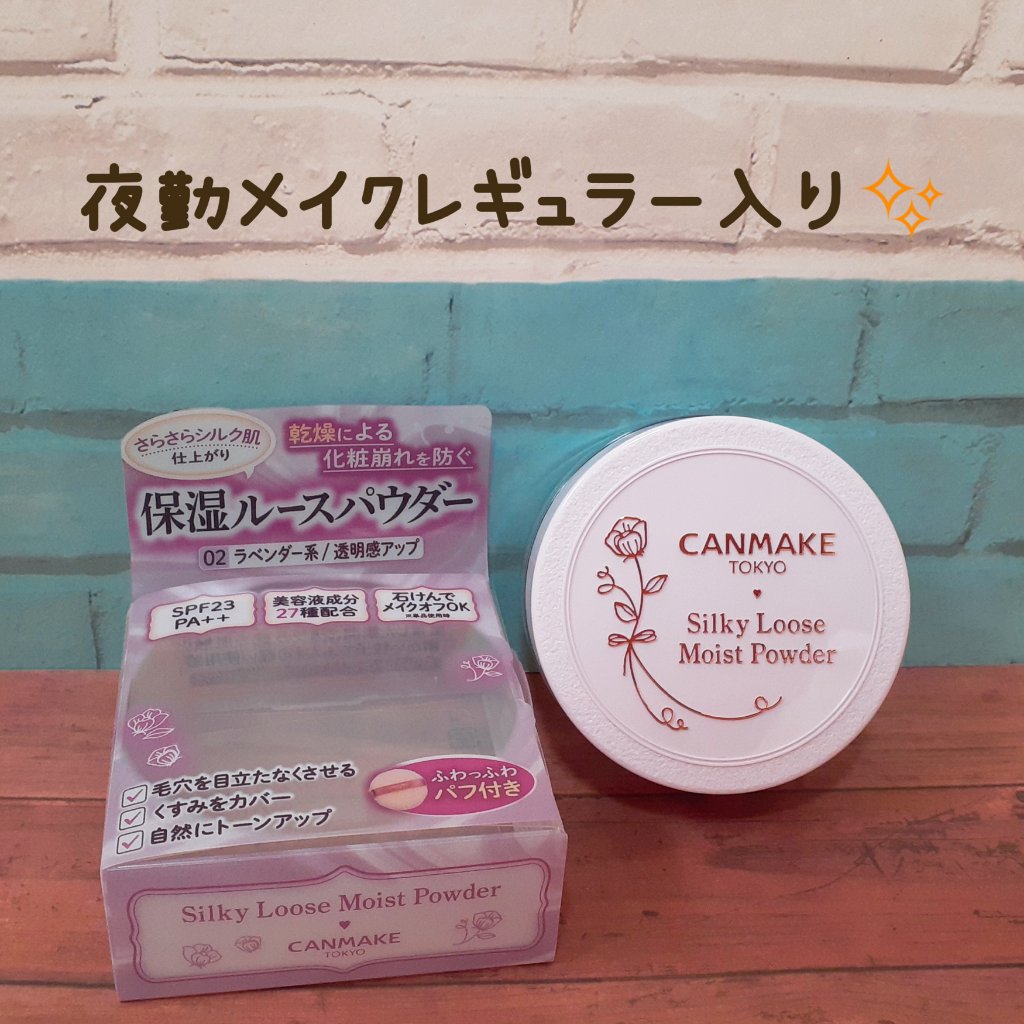 夜勤メイクレギュラー入り
さらさらシルク肌
仕上がり
乾燥による
化粧崩れを防ぐ
保湿ルースパウダー
02 ラベンダー系/透明感アップ
SPF23
PA++
美容液成分
27種配合
石けんで
メイクオフOK
※単品使用時
毛穴を目立たなくさせる
くすみをカバー
自然にトーンアップ
ふわっふわ
パフ付き
Silky Loose Moist Powder
CANMAKE
TOKYO
CANMAKE
TOKYO
Silky Loose
Moist Powder